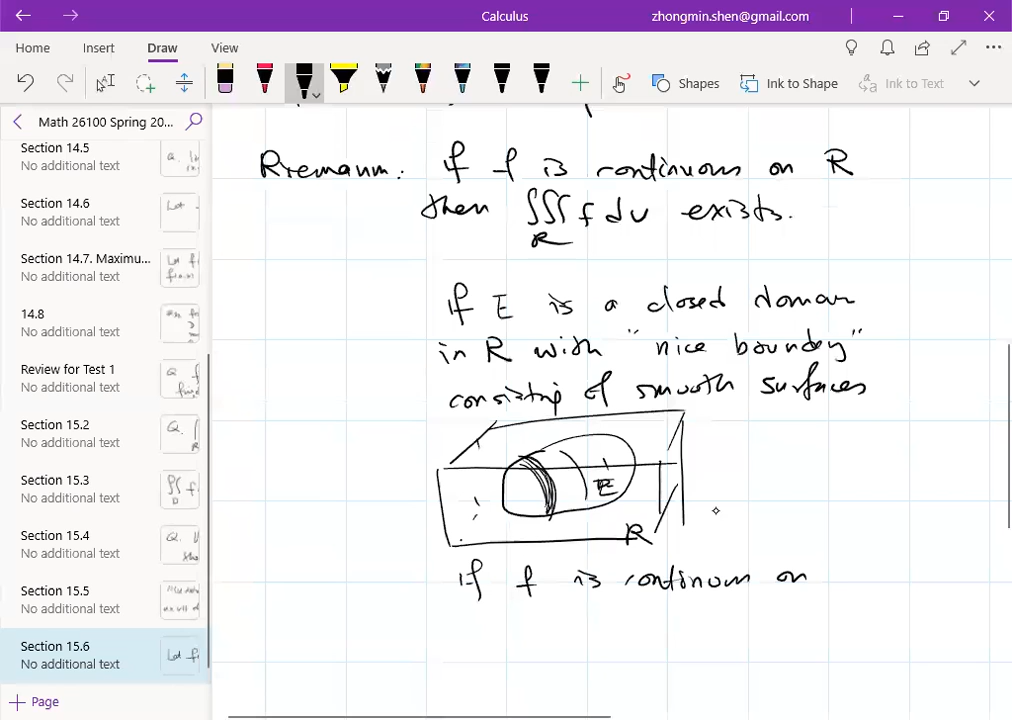 Calculus
zhongmin.shen@gmail.com
Home Insert Draw View
Shapes
Ink to Shape
Ink to Text
Math 26100 Spring 20...
Section 14.5
No additional text
Section 14.6
No additional text
Section 14.7. Maximu...
No additional text
14.8
No additional text
Review for Test 1
No additional text
Section 15.2
No additional text
Section 15.3
No additional text
Section 15.4
No additional text
Section 15.5
No additional text
Section 15.6
No additional text
Page
Riemann: If f is continuous on R
then ∭_R f dv exists.
If E is a closed domain
in R with "nice boundry"
consisting of smooth surfaces
E
R
if f is continuous on